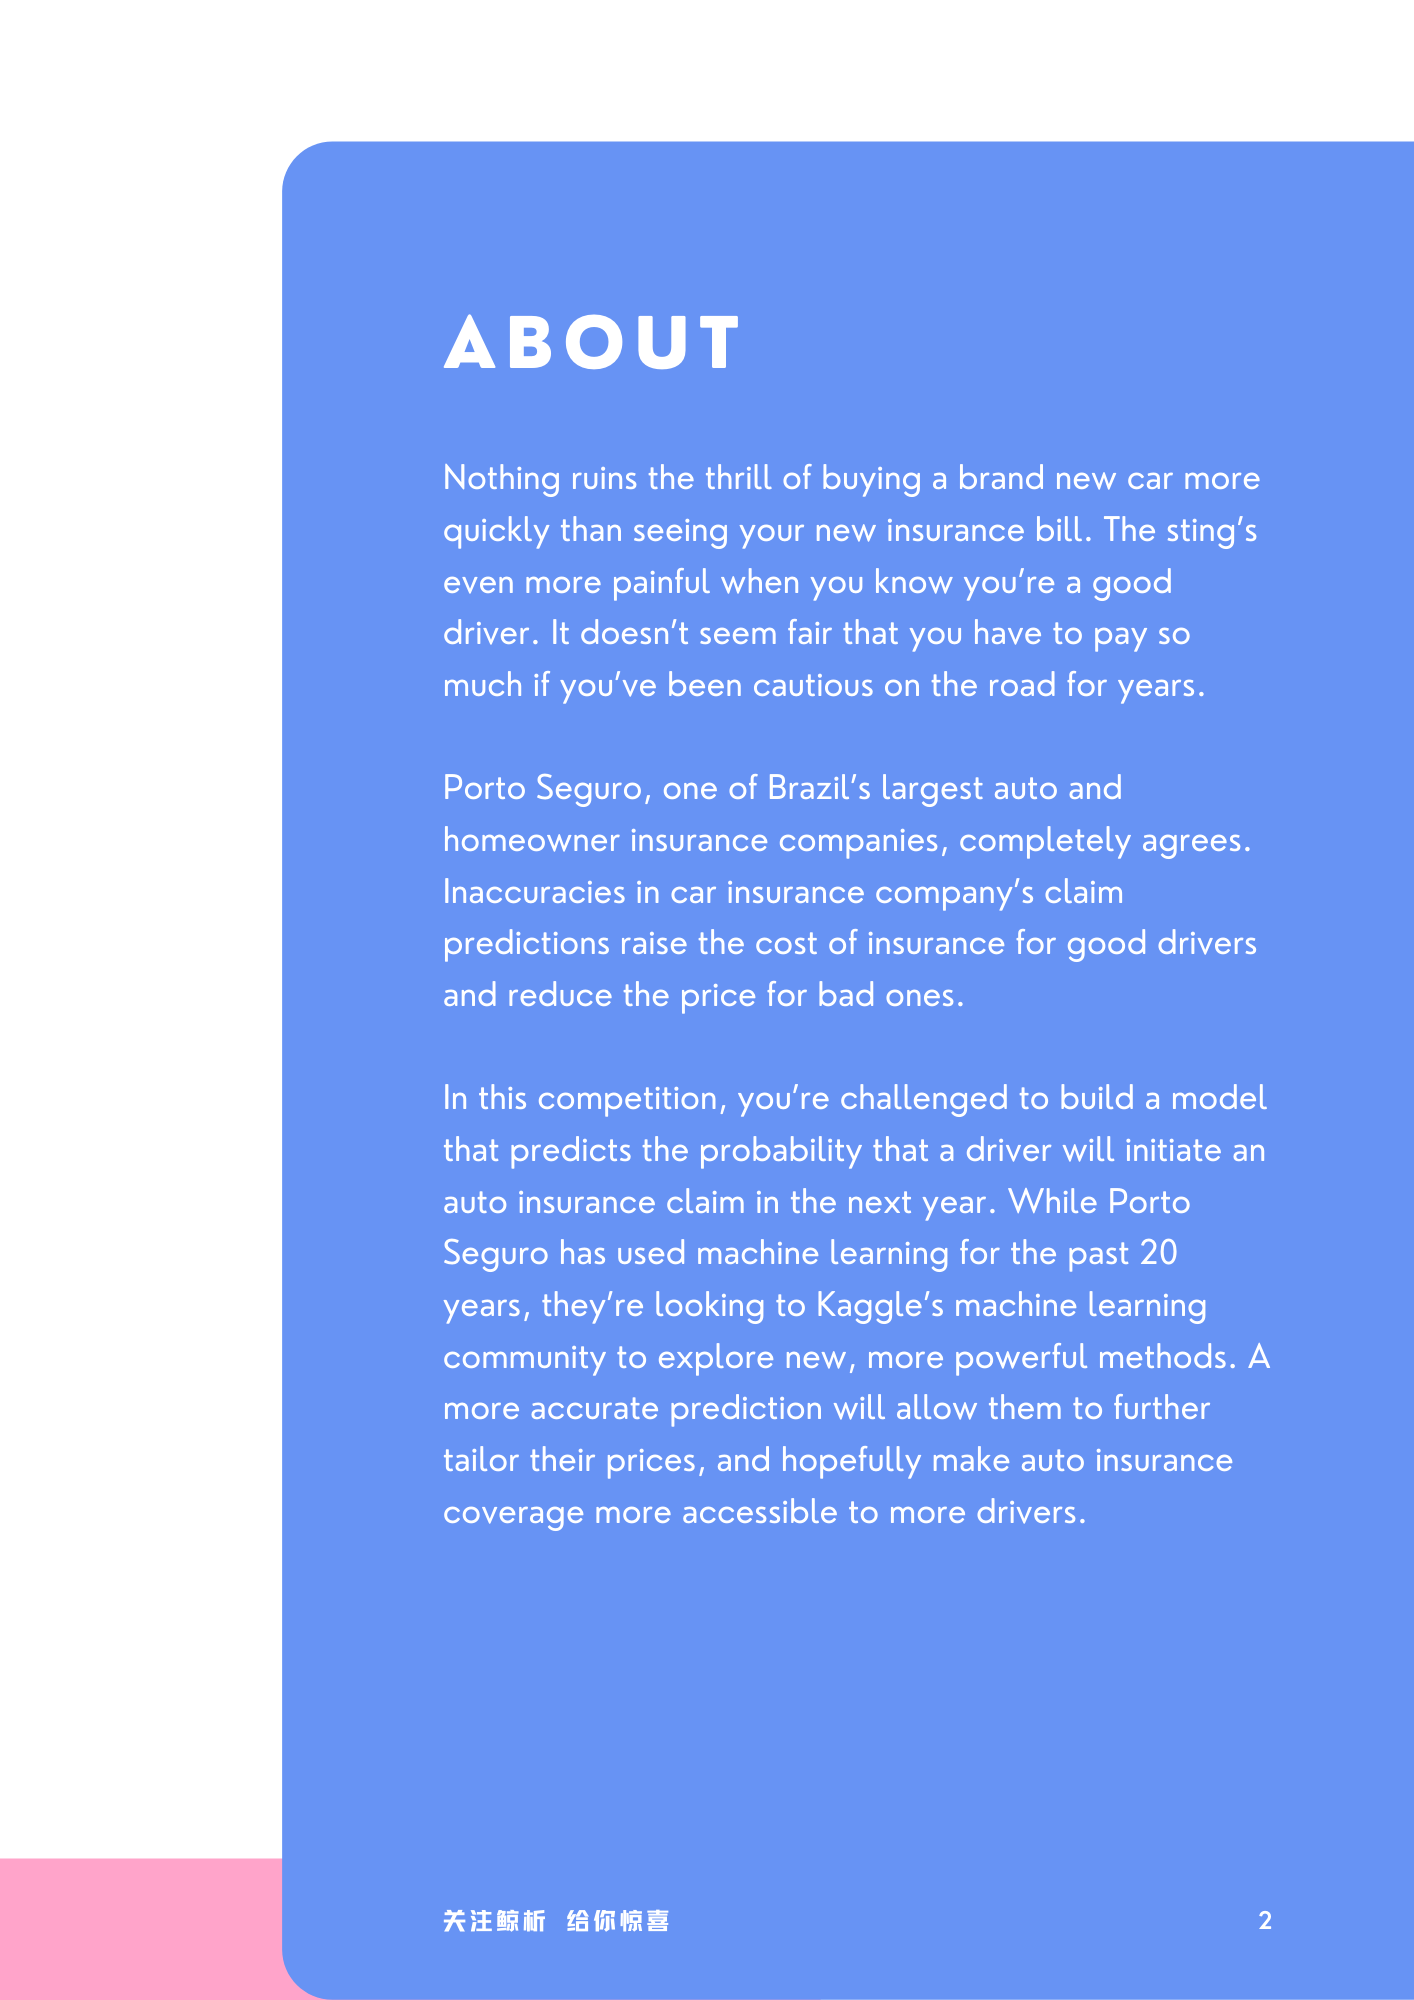 ABOUT
Nothing ruins the thrill of buying a brand new car more
quickly than seeing your new insurance bill. The sting’s
even more painful when you know you’re a good
driver. It doesn’t seem fair that you have to pay so
much if you’ve been cautious on the road for years.
Porto Seguro, one of Brazil’s largest auto and
homeowner insurance companies, completely agrees.
Inaccuracies in car insurance company’s claim
predictions raise the cost of insurance for good drivers
and reduce the price for bad ones.
In this competition, you’re challenged to build a model
that predicts the probability that a driver will initiate an
auto insurance claim in the next year. While Porto
Seguro has used machine learning for the past 20
years, they’re looking to Kaggle’s machine learning
community to explore new, more powerful methods. A
more accurate prediction will allow them to further
tailor their prices, and hopefully make auto insurance
coverage more accessible to more drivers.
关注鲸析 给你惊喜 2